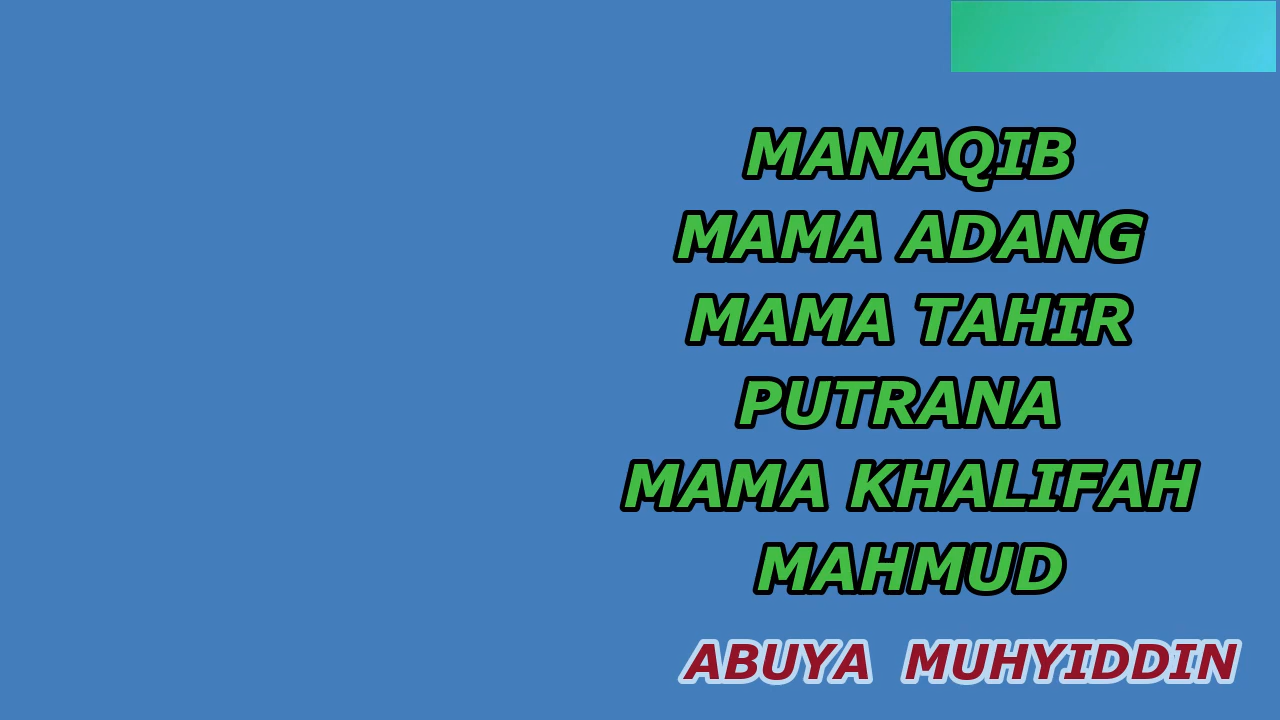 MANAQIB
MAMA ADANG
MAMA TAHIR
PUTRANA
MAMA KHALIFAH
MAHMUD
ABUYA MUHYIDDIN